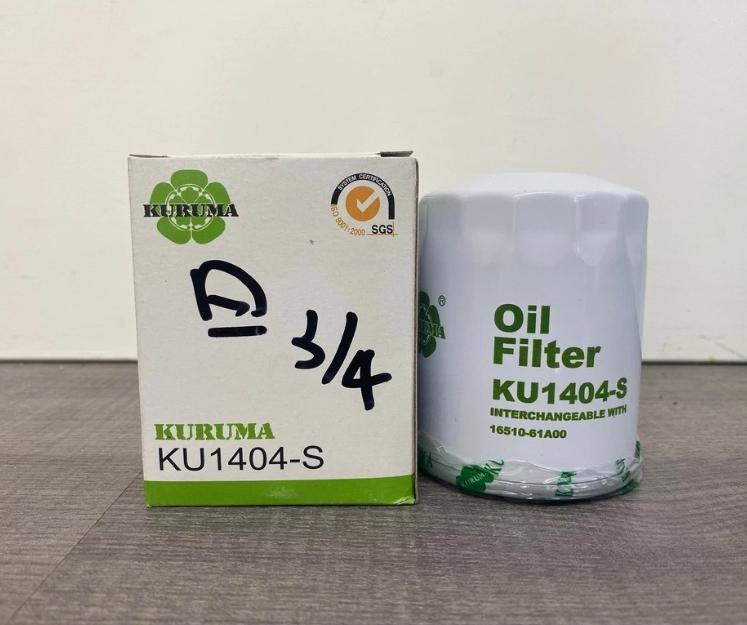 KURUMA
SYSTEM CERTIFICATION
ISO 9001:2000
SGS
3/4
KURUMA
KU1404-S
®
Oil
Filter
KU1404-S
INTERCHANGEABLE WITH
16510-61A00
KURUMA